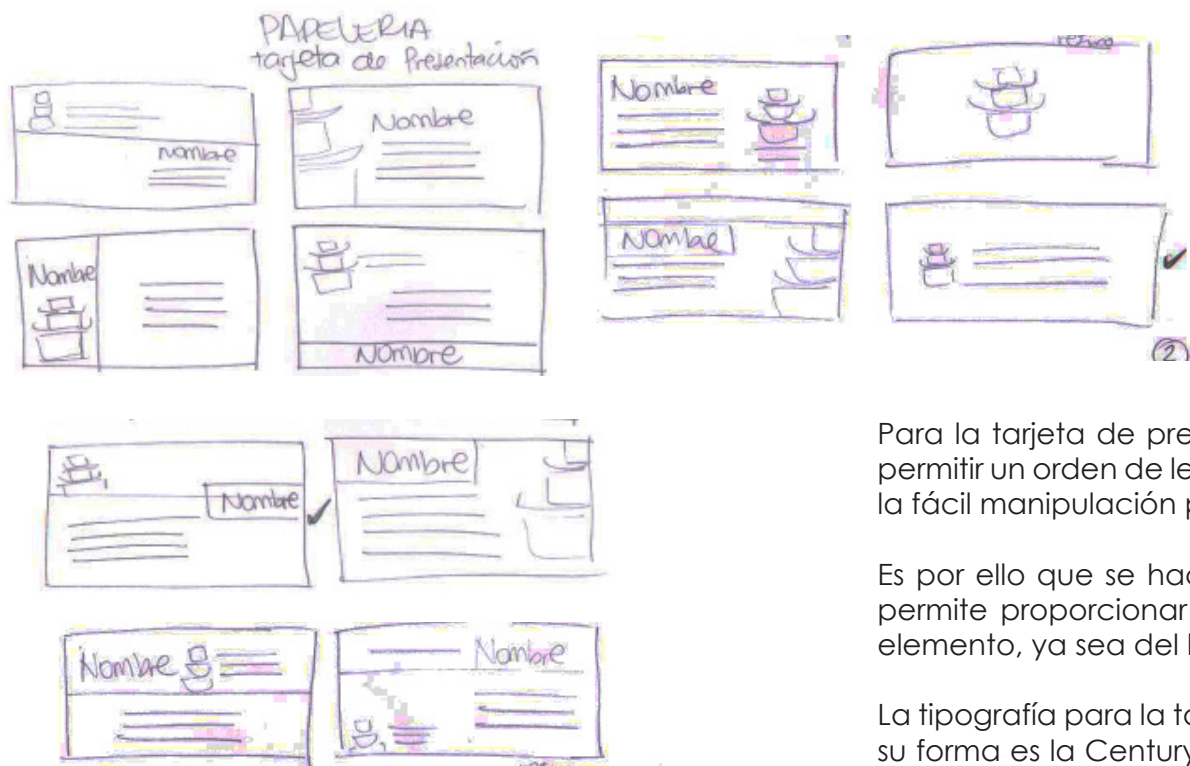 PAPELERIA
tarjeta de Presentación
Nombre
Nombre
Nombre
Nombre
Nombre
retiro
Nombre
2
Nombre
Nombre
Nombre
Nombre
Para la tarjeta de pre
permitir un orden de le
la fácil manipulación p
Es por ello que se hac
permite proporcionar
elemento, ya sea del l
La tipografía para la ta
su forma es la Century